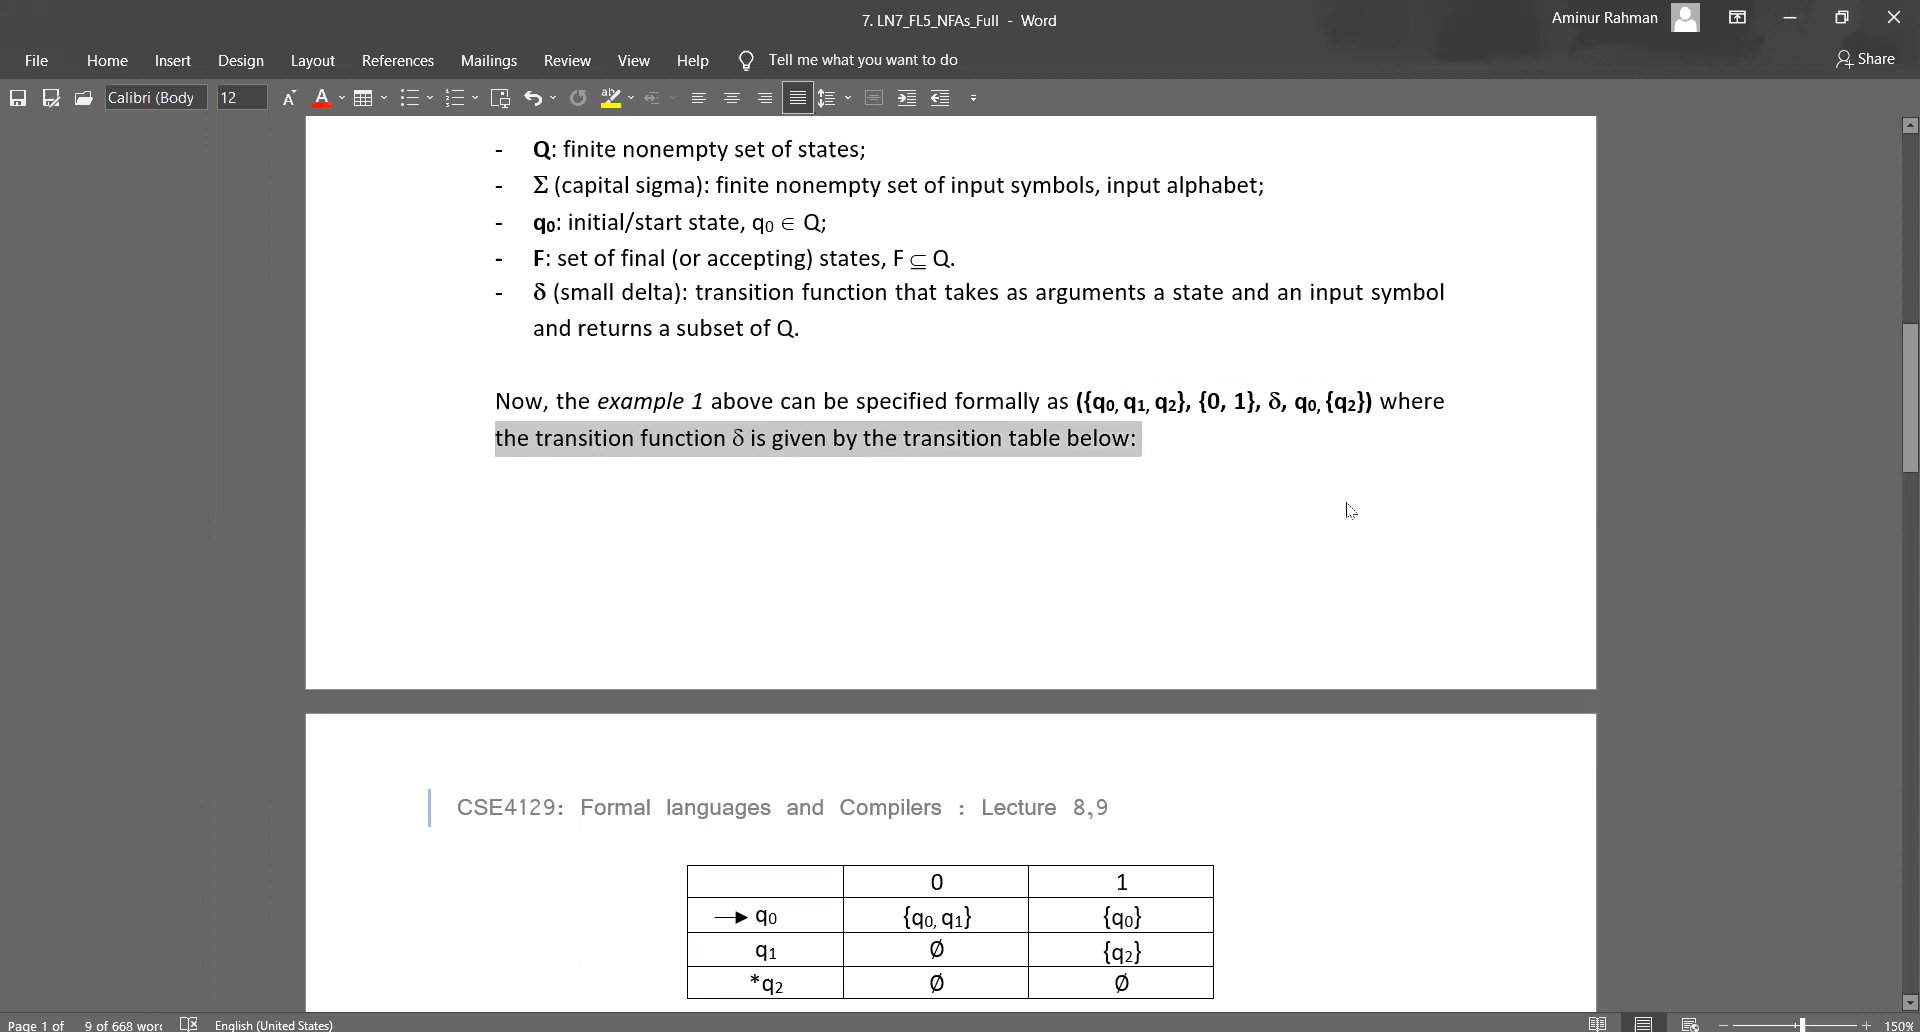 7. LN7_FL5_NFAs_Full - Word
Aminur Rahman
File Home Insert Design Layout References Mailings Review View Help Tell me what you want to do
Share
Calibri (Body 12
- Q: finite nonempty set of states;
- Σ (capital sigma): finite nonempty set of input symbols, input alphabet;
- q₀: initial/start state, q₀ ∈ Q;
- F: set of final (or accepting) states, F ⊆ Q.
- δ (small delta): transition function that takes as arguments a state and an input symbol
and returns a subset of Q.
Now, the example 1 above can be specified formally as ({q₀, q₁, q₂}, {0, 1}, δ, q₀, {q₂}) where
the transition function δ is given by the transition table below:
CSE4129: Formal languages and Compilers : Lecture 8,9
0 1
q₀ {q₀, q₁} {q₀}
q₁ Ø {q₂}
*q₂ Ø Ø
Page 1 of 9 of 668 word English (United States) 150%